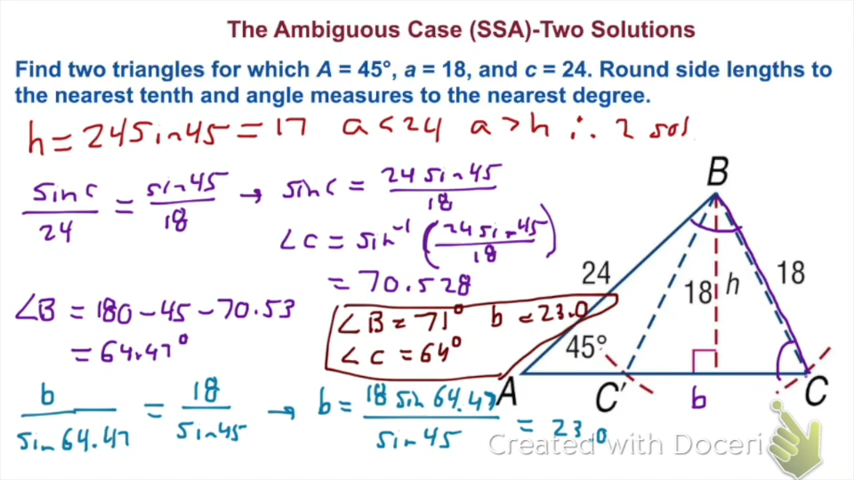 The Ambiguous Case (SSA)-Two Solutions
Find two triangles for which A = 45°, a = 18, and c = 24. Round side lengths to
the nearest tenth and angle measures to the nearest degree.
h = 24 sin 45 = 17 a < 24 a > h ∴ 2 sol
sin C / 24 = sin 45 / 18 → sin C = 24 sin 45 / 18
∠C = sin⁻¹ (24 sin 45 / 18)
= 70.528
∠B = 180 - 45 - 70.53
= 64.47°
∠B = 71° b = 23.0
∠C = 64°
b / sin 64.47 = 18 / sin 45 → b = 18 sin 64.47 / sin 45 = 23.0
B
24
18
h
18
45°
A
C'
b
C
Created with Doceri